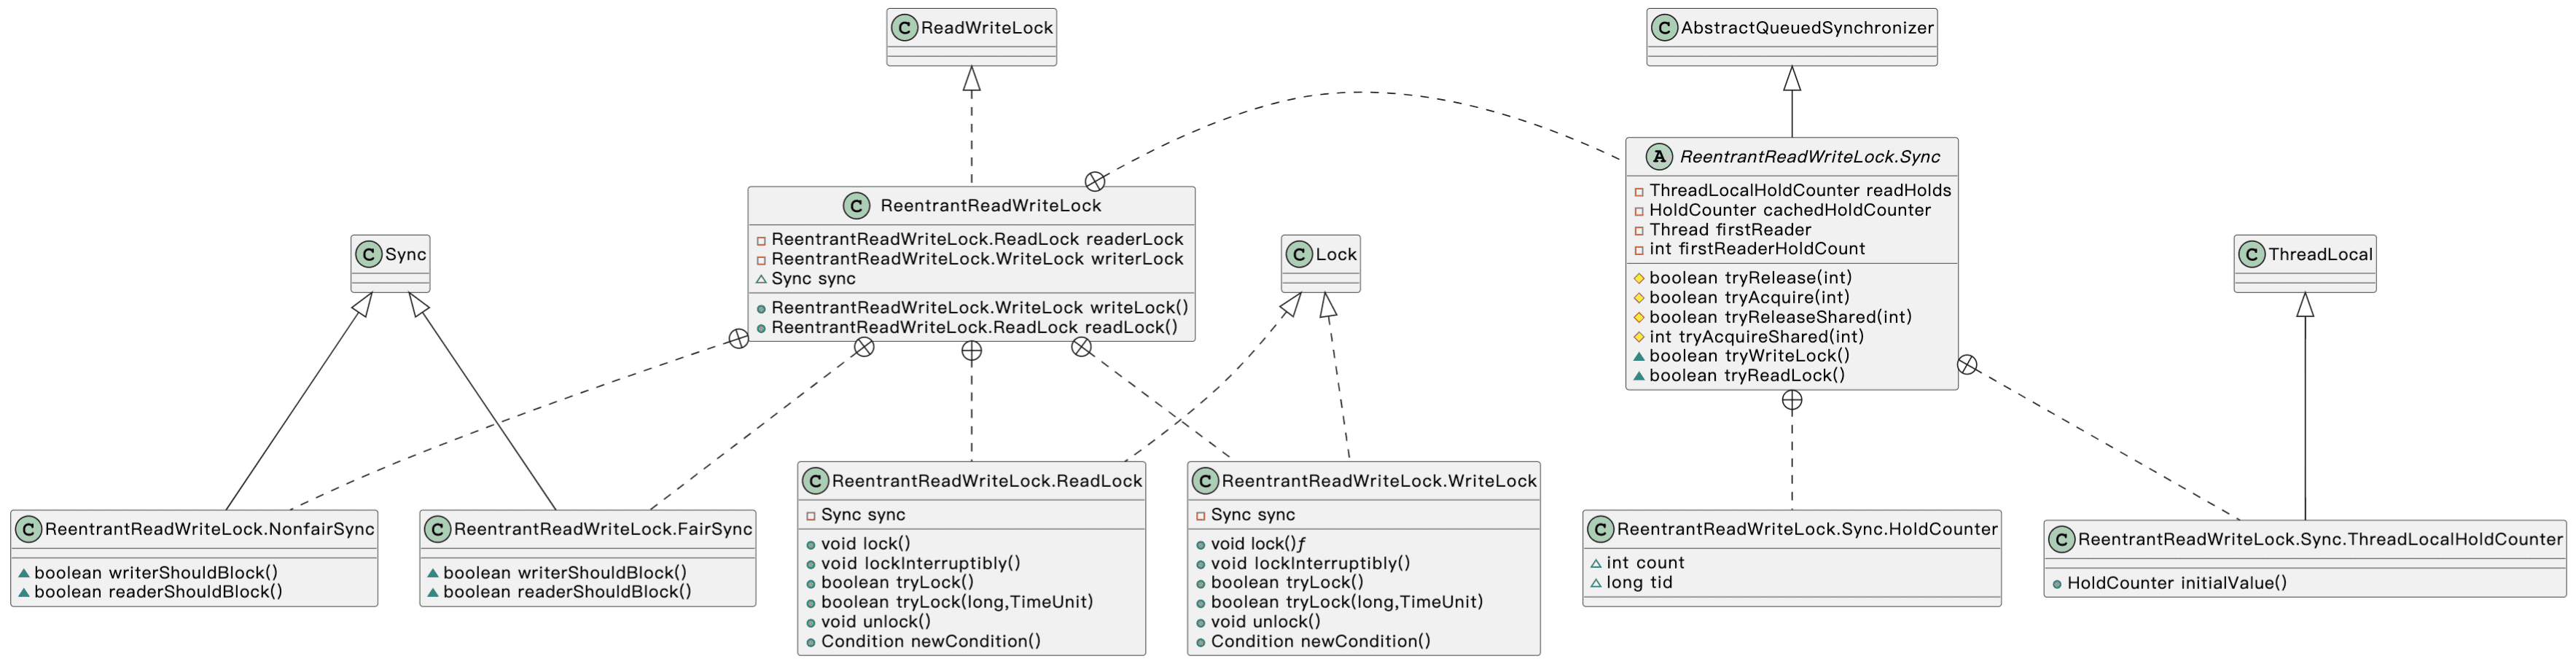 C ReadWriteLock
C AbstractQueuedSynchronizer
A ReentrantReadWriteLock.Sync
ThreadLocalHoldCounter readHolds
HoldCounter cachedHoldCounter
Thread firstReader
int firstReaderHoldCount
boolean tryRelease(int)
boolean tryAcquire(int)
boolean tryReleaseShared(int)
int tryAcquireShared(int)
boolean tryWriteLock()
boolean tryReadLock()
C ReentrantReadWriteLock
ReentrantReadWriteLock.ReadLock readerLock
ReentrantReadWriteLock.WriteLock writerLock
Sync sync
ReentrantReadWriteLock.WriteLock writeLock()
ReentrantReadWriteLock.ReadLock readLock()
C Sync
C Lock
C ThreadLocal
C ReentrantReadWriteLock.NonfairSync
boolean writerShouldBlock()
boolean readerShouldBlock()
C ReentrantReadWriteLock.FairSync
boolean writerShouldBlock()
boolean readerShouldBlock()
C ReentrantReadWriteLock.ReadLock
Sync sync
void lock()
void lockInterruptibly()
boolean tryLock()
boolean tryLock(long,TimeUnit)
void unlock()
Condition newCondition()
C ReentrantReadWriteLock.WriteLock
Sync sync
void lock()ƒ
void lockInterruptibly()
boolean tryLock()
boolean tryLock(long,TimeUnit)
void unlock()
Condition newCondition()
C ReentrantReadWriteLock.Sync.HoldCounter
int count
long tid
C ReentrantReadWriteLock.Sync.ThreadLocalHoldCounter
HoldCounter initialValue()